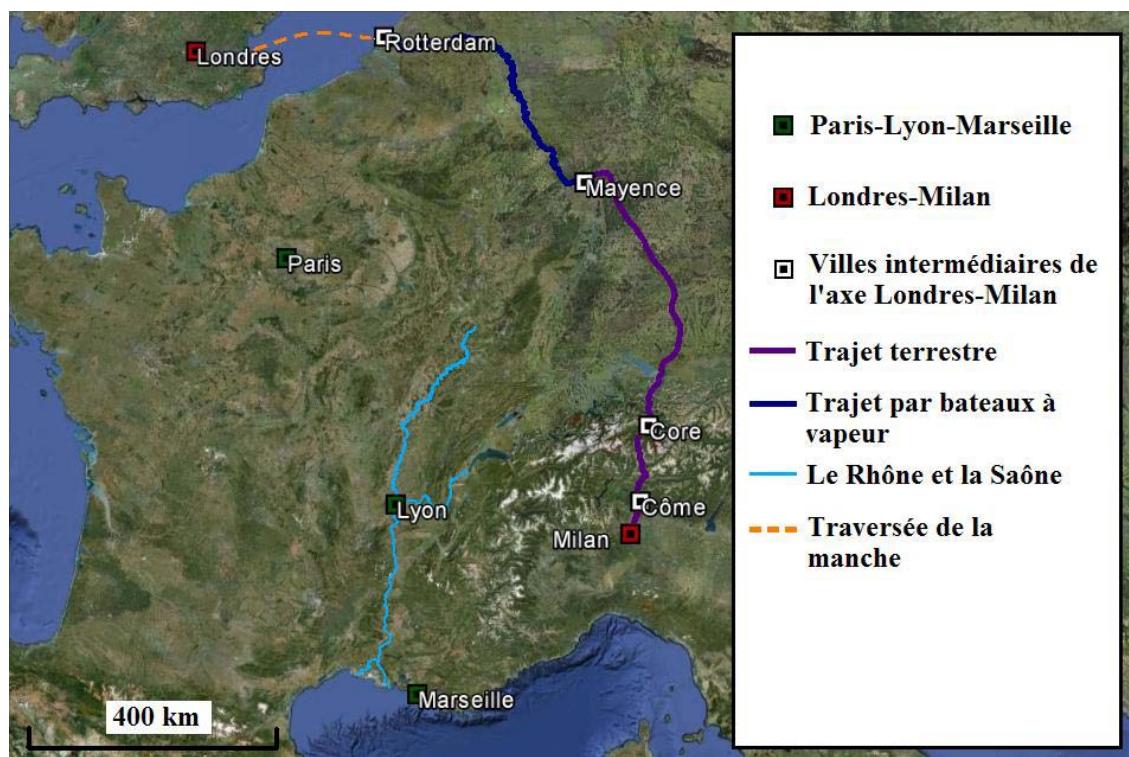 Londres
Rotterdam
Mayence
Paris
Core
Côme
Lyon
Milan
Marseille
400 km
Paris-Lyon-Marseille
Londres-Milan
Villes intermédiaires de
l'axe Londres-Milan
Trajet terrestre
Trajet par bateaux à
vapeur
Le Rhône et la Saône
Traversée de la
manche